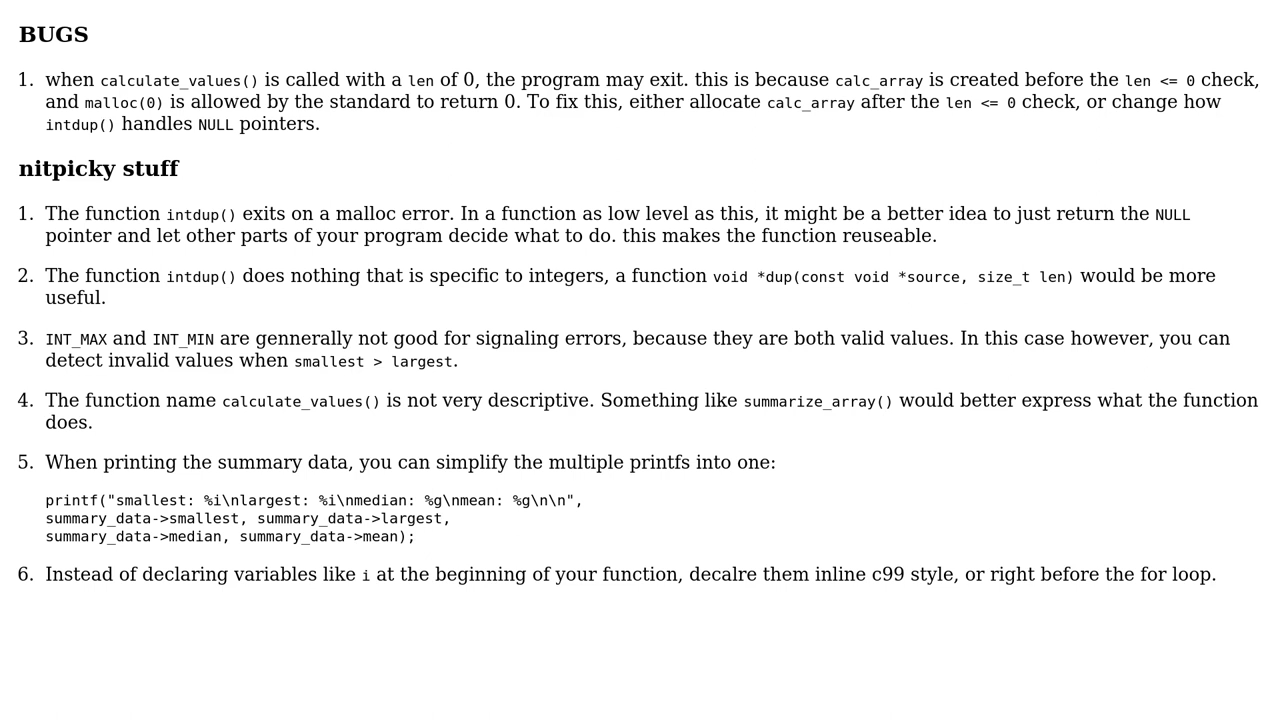 BUGS
1. when calculate_values() is called with a len of 0, the program may exit. this is because calc_array is created before the len <= 0 check,
and malloc(0) is allowed by the standard to return 0. To fix this, either allocate calc_array after the len <= 0 check, or change how
intdup() handles NULL pointers.
nitpicky stuff
1. The function intdup() exits on a malloc error. In a function as low level as this, it might be a better idea to just return the NULL
pointer and let other parts of your program decide what to do. this makes the function reuseable.
2. The function intdup() does nothing that is specific to integers, a function void *dup(const void *source, size_t len) would be more
useful.
3. INT_MAX and INT_MIN are gennerally not good for signaling errors, because they are both valid values. In this case however, you can
detect invalid values when smallest > largest.
4. The function name calculate_values() is not very descriptive. Something like summarize_array() would better express what the function
does.
5. When printing the summary data, you can simplify the multiple printfs into one:
printf("smallest: %i\nlargest: %i\nmedian: %g\nmean: %g\n\n",
summary_data->smallest, summary_data->largest,
summary_data->median, summary_data->mean);
6. Instead of declaring variables like i at the beginning of your function, decalre them inline c99 style, or right before the for loop.